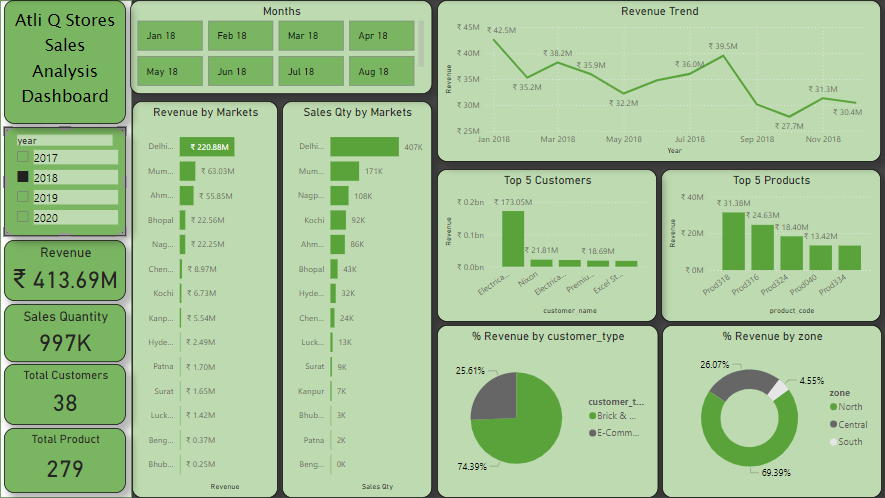 Atli Q Stores
Sales
Analysis
Dashboard
year
2017
2018
2019
2020
Revenue
₹ 413.69M
Sales Quantity
997K
Total Customers
38
Total Product
279
Months
Jan 18
Feb 18
Mar 18
Apr 18
May 18
Jun 18
Jul 18
Aug 18
Revenue by Markets
Delhi... ₹ 220.88M
Mum... ₹ 63.03M
Ahm... ₹ 55.85M
Bhopal ₹ 22.56M
Nag... ₹ 22.25M
Chen... ₹ 8.97M
Kochi ₹ 6.73M
Kanp... ₹ 5.54M
Hyde... ₹ 2.49M
Patna ₹ 1.70M
Surat ₹ 1.65M
Luck... ₹ 1.42M
Beng... ₹ 0.37M
Bhub... ₹ 0.25M
Revenue
Sales Qty by Markets
Delhi... 407K
Mum... 171K
Nagp... 108K
Kochi 92K
Ahm... 86K
Bhopal 43K
Hyde... 32K
Chen... 24K
Luck... 13K
Surat 9K
Kanpur 7K
Bhub... 3K
Patna 2K
Beng... 0K
Sales Qty
Revenue Trend
Revenue
₹ 45M
₹ 40M
₹ 35M
₹ 30M
₹ 25M
₹ 42.5M
₹ 35.2M
₹ 38.2M
₹ 35.9M
₹ 32.2M
₹ 36.0M
₹ 39.5M
₹ 27.7M
₹ 31.3M
₹ 30.4M
Jan 2018
Mar 2018
May 2018
Jul 2018
Sep 2018
Nov 2018
Year
Top 5 Customers
Revenue
₹ 0.2bn
₹ 0.1bn
₹ 0.0bn
₹ 173.05M
₹ 21.81M
₹ 18.69M
Electrica...
Nixon
Electrica...
Premiu...
Excel St...
customer_name
Top 5 Products
Revenue
₹ 40M
₹ 20M
₹ 0M
₹ 31.38M
₹ 24.63M
₹ 18.40M
₹ 13.42M
Prod318
Prod316
Prod324
Prod040
Prod334
product_code
% Revenue by customer_type
25.61%
74.39%
customer_t...
Brick & ...
E-Comm...
% Revenue by zone
26.07%
4.55%
69.39%
zone
North
Central
South